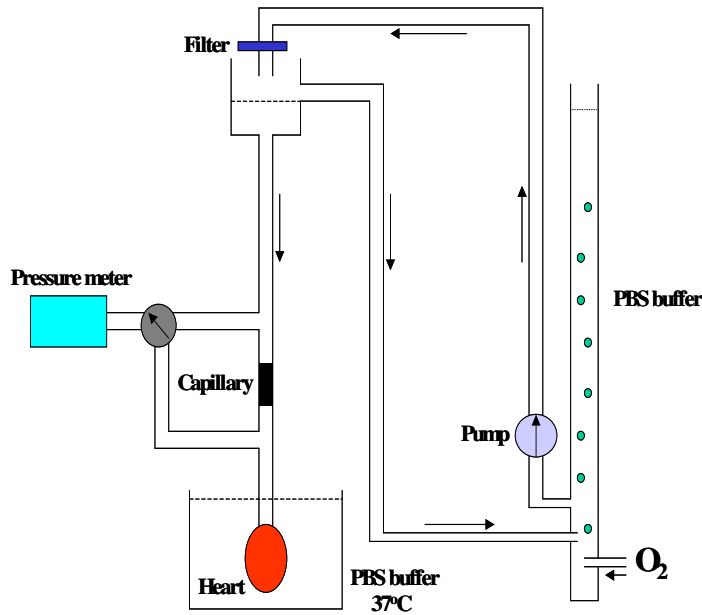 Filter
Pressure meter
PBS buffer
Capillary
Pump
O₂
Heart
PBS buffer
37ºC